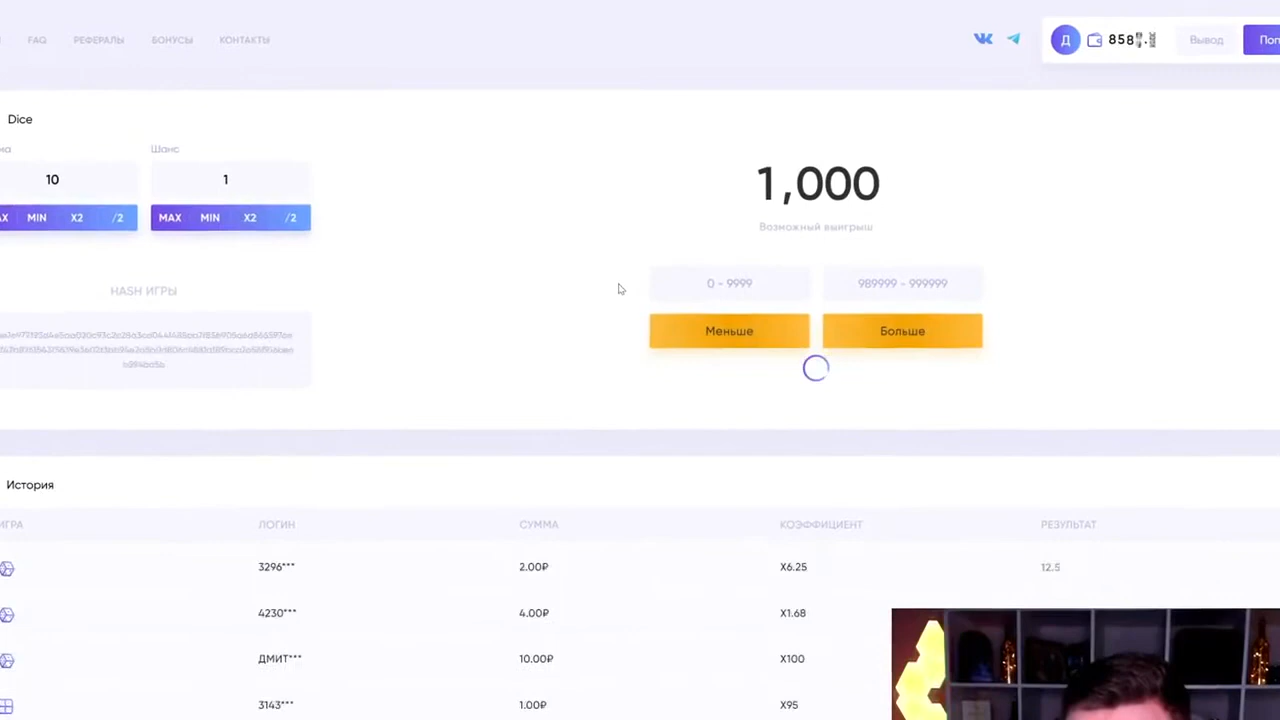 FAQ
РЕФЕРАЛЫ
БОНУСЫ
КОНТАКТЫ
Д
Вывод
Dice
Шанс
10
1
MIN
X2
/2
MAX
MIN
X2
/2
1,000
Возможный выигрыш
HASH ИГРЫ
0 - 9999
989999 - 999999
Меньше
Больше
История
ИГРА
ЛОГИН
СУММА
КОЭФФИЦИЕНТ
РЕЗУЛЬТАТ
3296***
2.00₽
X6.25
12.5
4230***
4.00₽
X1.68
ДМИТ***
10.00₽
X100
3143***
1.00₽
X95